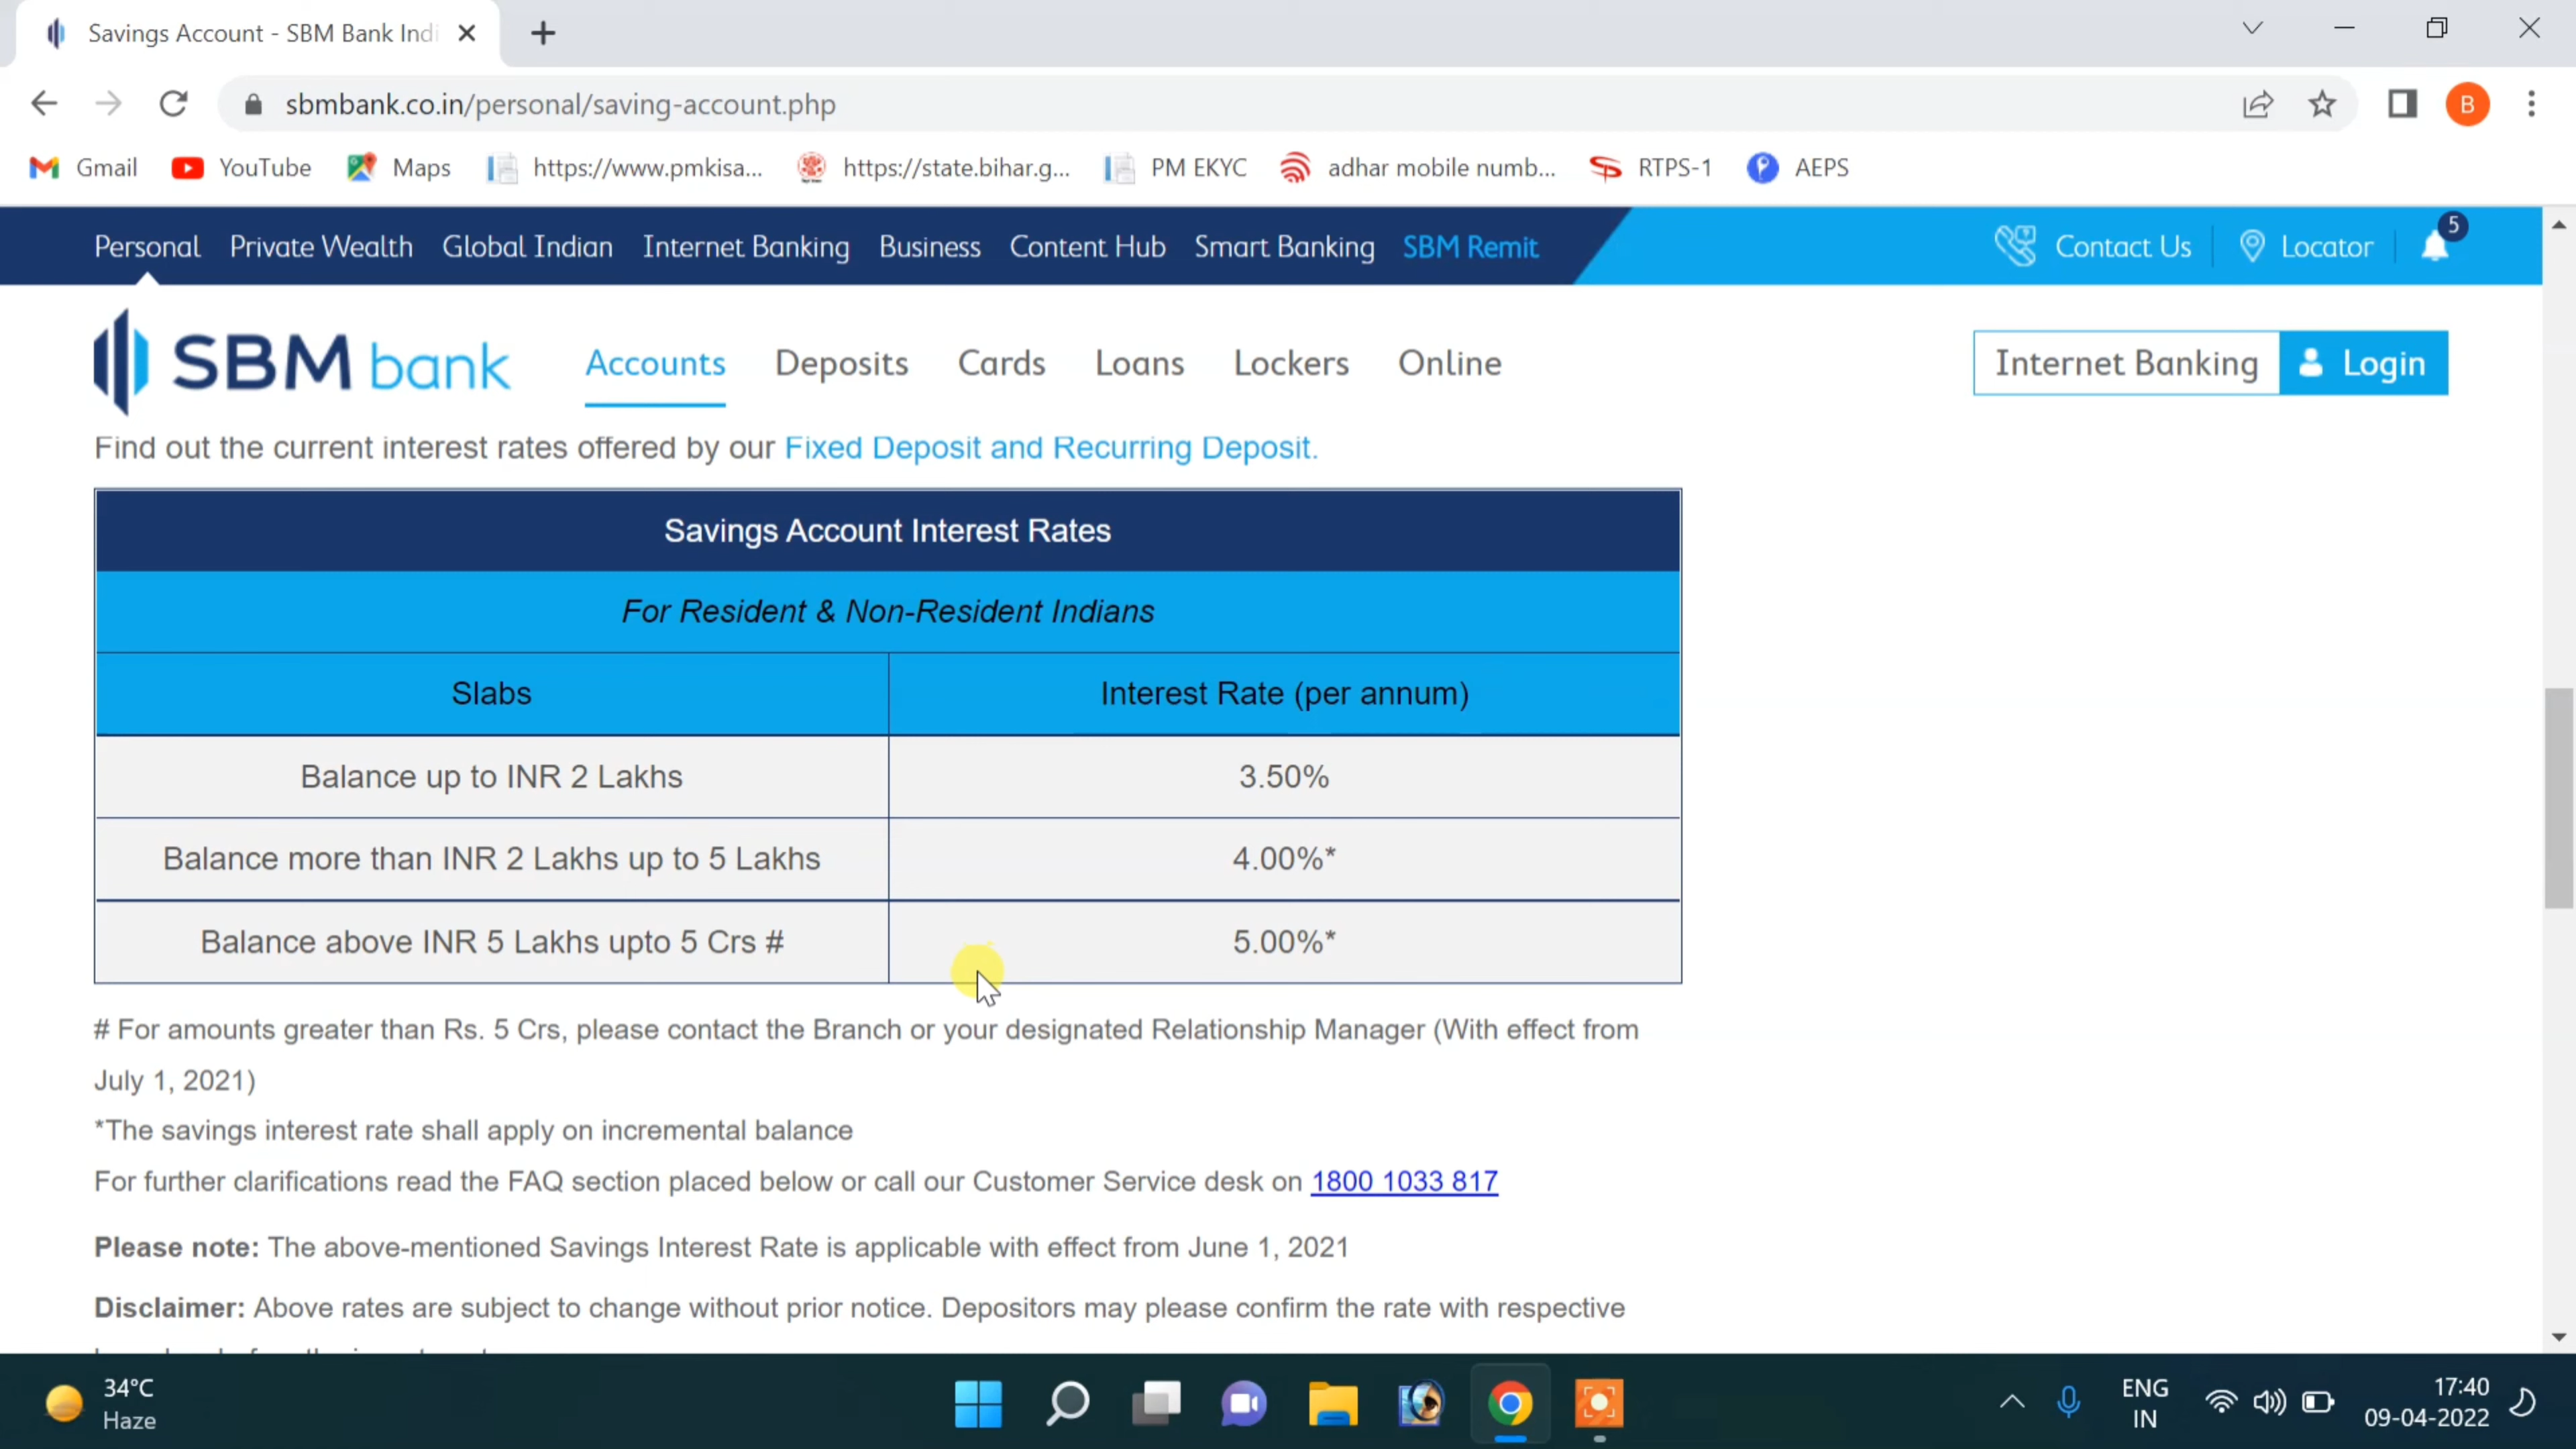 Savings Account - SBM Bank Indi
sbmbank.co.in/personal/saving-account.php
B
Gmail YouTube Maps https://www.pmkisa... https://state.bihar.g... PM EKYC adhar mobile numb... RTPS-1 AEPS
Personal Private Wealth Global Indian Internet Banking Business Content Hub Smart Banking SBM Remit Contact Us Locator 5
SBM bank Accounts Deposits Cards Loans Lockers Online Internet Banking Login
Find out the current interest rates offered by our Fixed Deposit and Recurring Deposit.
Savings Account Interest Rates
For Resident & Non-Resident Indians
Slabs Interest Rate (per annum)
Balance up to INR 2 Lakhs 3.50%
Balance more than INR 2 Lakhs up to 5 Lakhs 4.00%*
Balance above INR 5 Lakhs upto 5 Crs # 5.00%*
# For amounts greater than Rs. 5 Crs, please contact the Branch or your designated Relationship Manager (With effect from
July 1, 2021)
*The savings interest rate shall apply on incremental balance
For further clarifications read the FAQ section placed below or call our Customer Service desk on 1800 1033 817
Please note: The above-mentioned Savings Interest Rate is applicable with effect from June 1, 2021
Disclaimer: Above rates are subject to change without prior notice. Depositors may please confirm the rate with respective
34°C
Haze
ENG
IN
17:40
09-04-2022